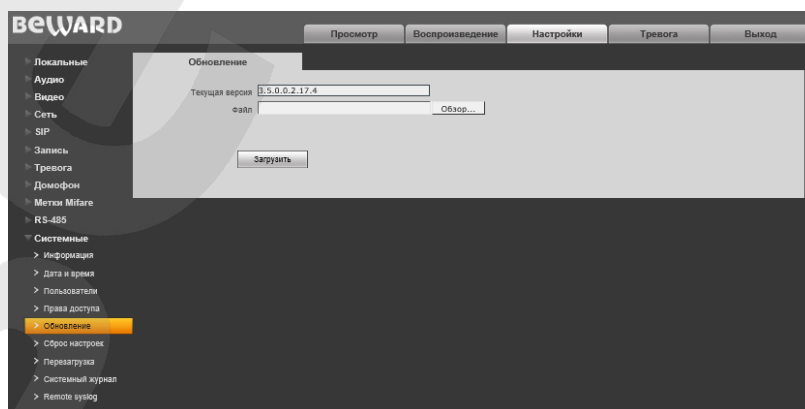 BEWARD
Просмотр
Воспроизведение
Настройки
Тревога
Выход
Локальные
Аудио
Видео
Сеть
SIP
Запись
Тревога
Домофон
Метки Mifare
RS-485
Системные
Информация
Дата и время
Пользователи
Права доступа
Обновление
Сброс настроек
Перезагрузка
Системный журнал
Remote syslog
Обновление
Текущая версия 3.5.0.0.2.17.4
Файл Обзор...
Загрузить